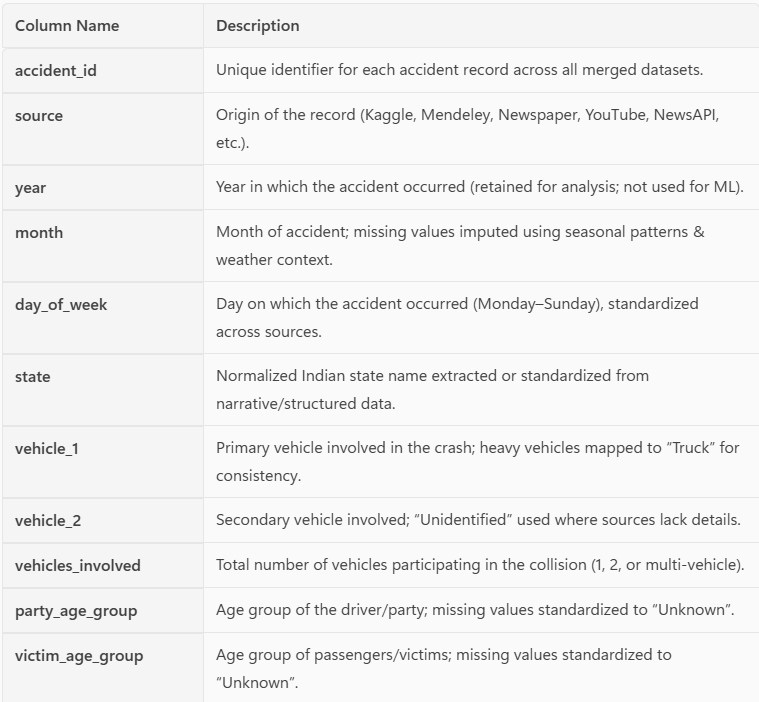 Column Name Description
accident_id Unique identifier for each accident record across all merged datasets.
source Origin of the record (Kaggle, Mendeley, Newspaper, YouTube, NewsAPI,
etc.).
year Year in which the accident occurred (retained for analysis; not used for ML).
month Month of accident; missing values imputed using seasonal patterns &
weather context.
day_of_week Day on which the accident occurred (Monday–Sunday), standardized
across sources.
state Normalized Indian state name extracted or standardized from
narrative/structured data.
vehicle_1 Primary vehicle involved in the crash; heavy vehicles mapped to “Truck” for
consistency.
vehicle_2 Secondary vehicle involved; “Unidentified” used where sources lack details.
vehicles_involved Total number of vehicles participating in the collision (1, 2, or multi-vehicle).
party_age_group Age group of the driver/party; missing values standardized to “Unknown”.
victim_age_group Age group of passengers/victims; missing values standardized to
“Unknown”.